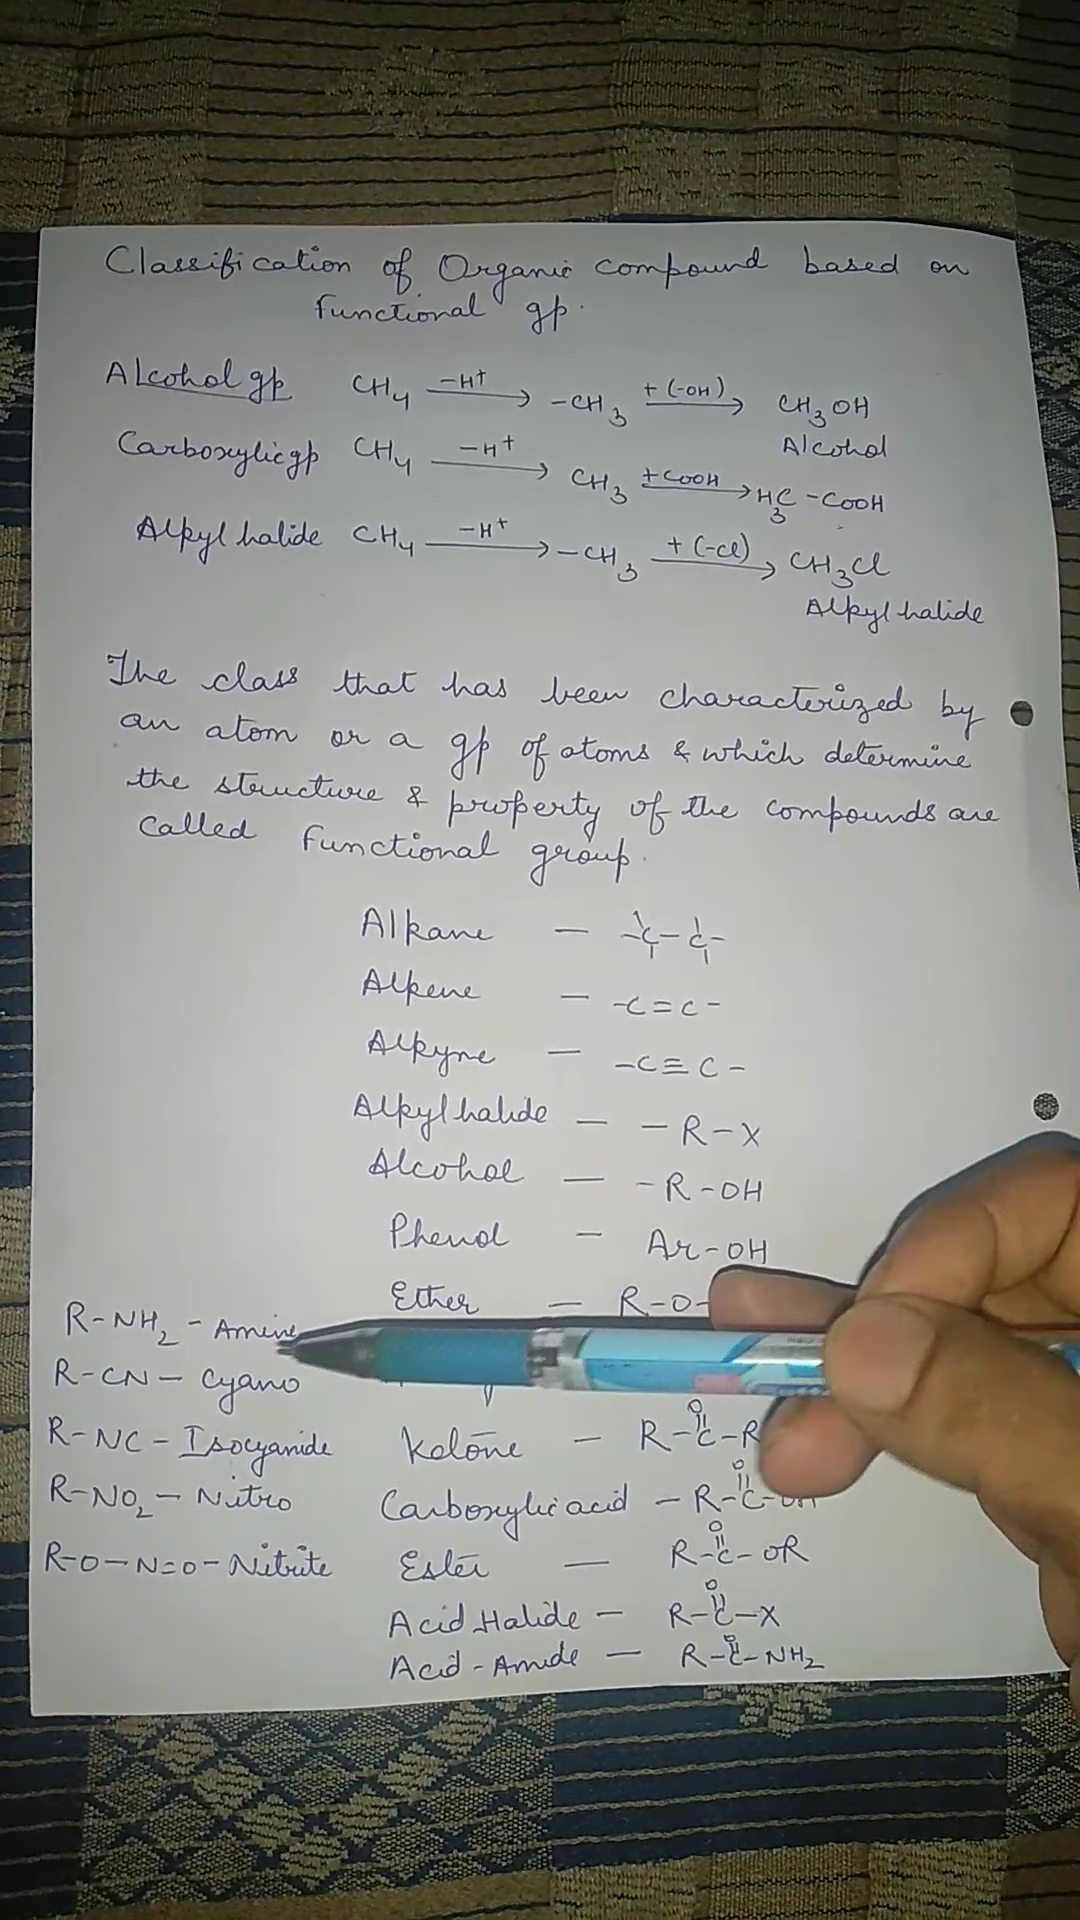 Classification of Organic compound based on
functional gp.
Alcohol gp CH4 —-H+→ -CH3 —+(-OH)→ CH3OH
Alcohol
Carboxylic gp CH4 —-H+→ CH3 —+COOH→ H3C-COOH
Alkyl halide CH4 —-H+→ -CH3 —+(-Cl)→ CH3Cl
Alkyl halide
The class that has been characterized by
an atom or a gp of atoms & which determine
the structure & property of the compounds are
called functional group.
Alkane — -C-C-
Alkene — -C=C-
Alkyne — -C≡C-
Alkyl halide — -R-X
Alcohol — -R-OH
Phenol — Ar-OH
Ether — R-O-
Ketone — R-C-R
O
Carboxylic acid — R-C-OH
O
Ester — R-C-OR
O
Acid Halide — R-C-X
O
Acid-Amide — R-C-NH2
O
R-NH2 - Amine
R-CN - Cyano
R-NC - Isocyanide
R-NO2 - Nitro
R-O-N=O-Nitrite